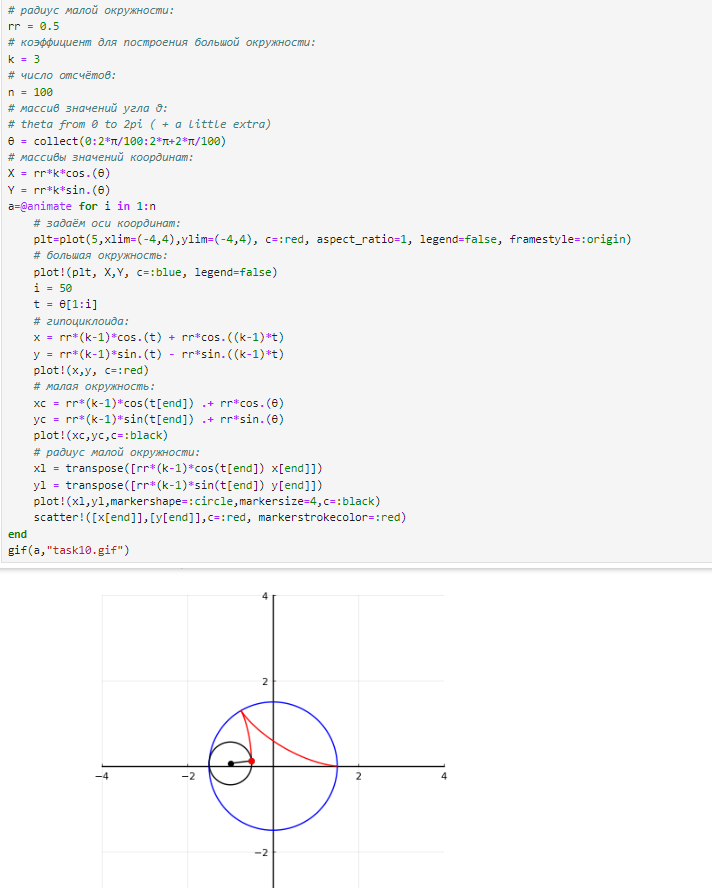 # радиус малой окружности:
rr = 0.5
# коэффициент для построения большой окружности:
k = 3
# число отсчётов:
n = 100
# массив значений угла θ:
# theta from 0 to 2pi ( + a little extra)
θ = collect(0:2*π/100:2*π+2*π/100)
# массивы значений координат:
X = rr*k*cos.(θ)
Y = rr*k*sin.(θ)
a=@animate for i in 1:n
    # задаём оси координат:
    plt=plot(5,xlim=(-4,4),ylim=(-4,4), c=:red, aspect_ratio=1, legend=false, framestyle=:origin)
    # большая окружность:
    plot!(plt, X,Y, c=:blue, legend=false)
    i = 50
    t = θ[1:i]
    # гипоциклоида:
    x = rr*(k-1)*cos.(t) + rr*cos.((k-1)*t)
    y = rr*(k-1)*sin.(t) - rr*sin.((k-1)*t)
    plot!(x,y, c=:red)
    # малая окружность:
    xc = rr*(k-1)*cos(t[end]) .+ rr*cos.(θ)
    yc = rr*(k-1)*sin(t[end]) .+ rr*sin.(θ)
    plot!(xc,yc,c=:black)
    # радиус малой окружности:
    xl = transpose([rr*(k-1)*cos(t[end]) x[end]])
    yl = transpose([rr*(k-1)*sin(t[end]) y[end]])
    plot!(xl,yl,markershape=:circle,markersize=4,c=:black)
    scatter!([x[end]],[y[end]],c=:red, markerstrokecolor=:red)
end
gif(a,"task10.gif")
4
2
−4 −2 2 4
−2